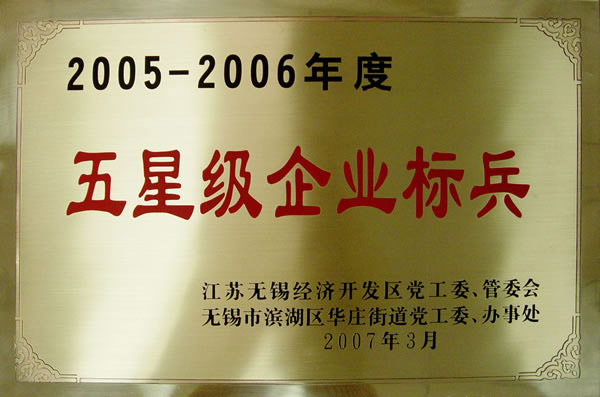 2005-2006年度
五星级企业标兵
江苏无锡经济开发区党工委、管委会
无锡市滨湖区华庄街道党工委、办事处
2007年3月